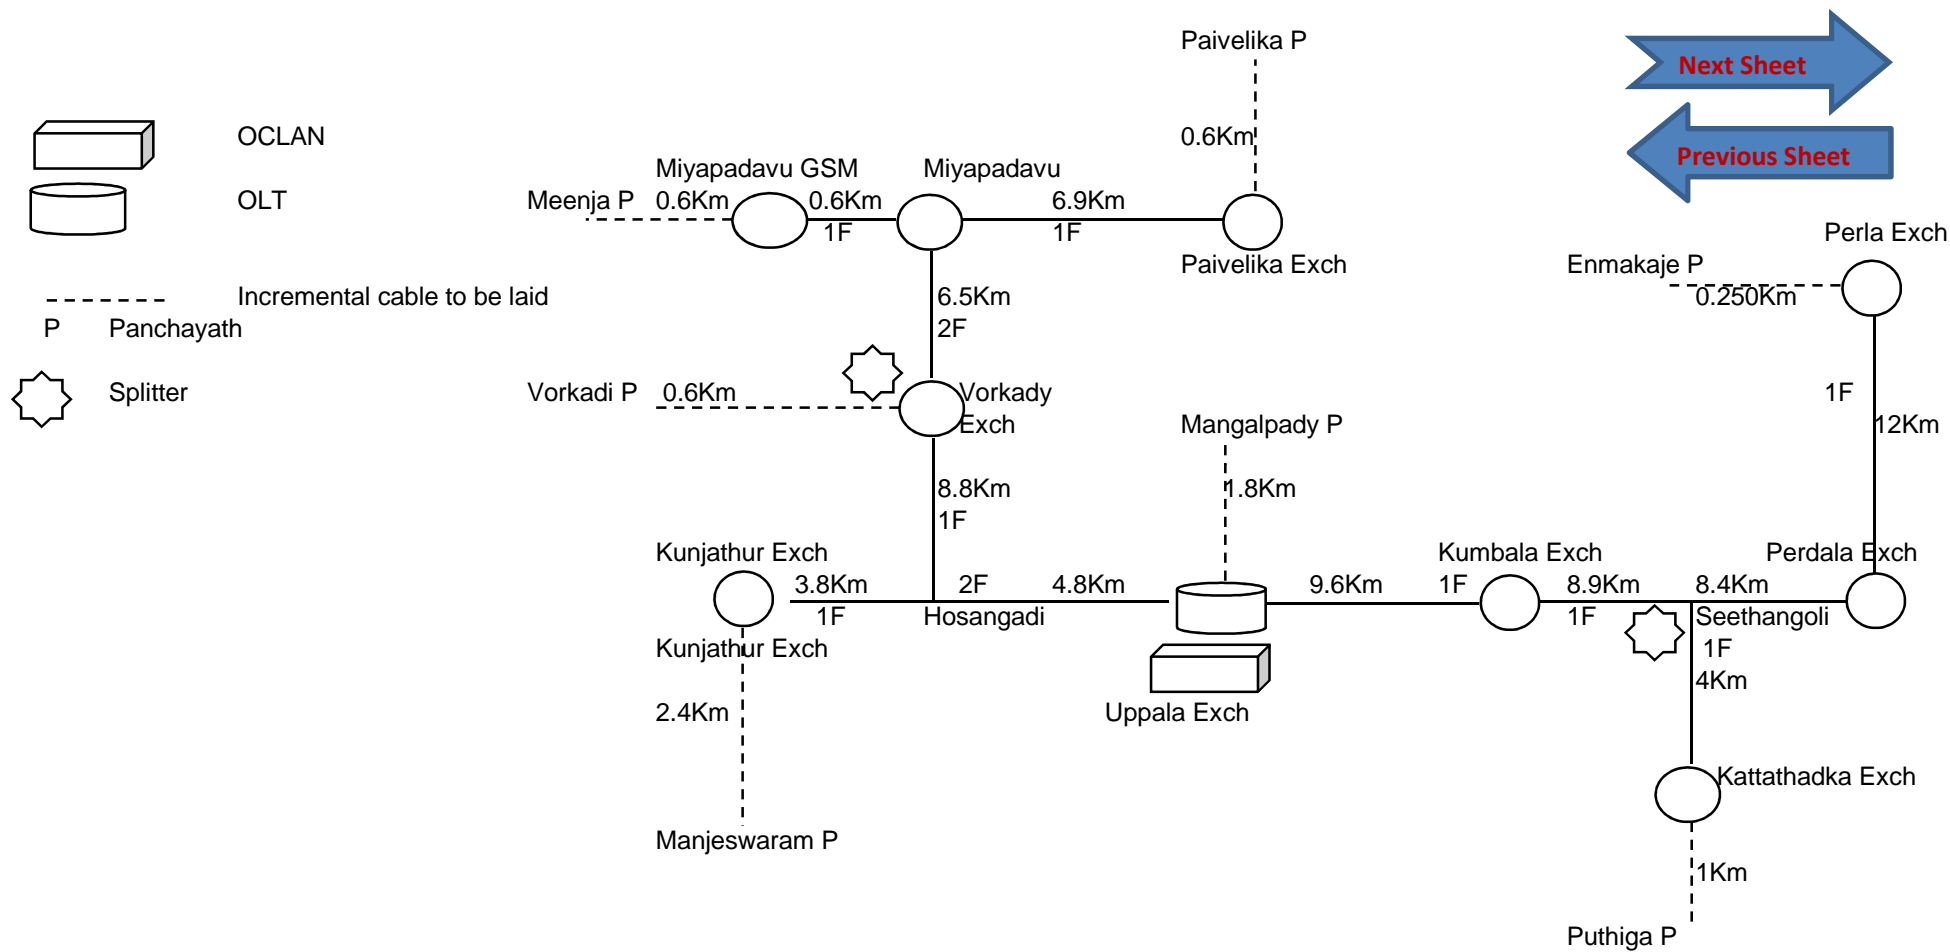 Paivelika P
Next Sheet
OCLAN
0.6Km
Previous Sheet
Miyapadavu GSM
Miyapadavu
OLT
Meenja P
0.6Km
0.6Km
6.9Km
1F
1F
Perla Exch
Paivelika Exch
Enmakaje P
Incremental cable to be laid
6.5Km
0.250Km
P
Panchayath
2F
Splitter
Vorkadi P
0.6Km
Vorkady
Exch
1F
Mangalpady P
12Km
8.8Km
1.8Km
1F
Kunjathur Exch
Kumbala Exch
Perdala Exch
3.8Km
2F
4.8Km
9.6Km
1F
8.9Km
8.4Km
1F
Hosangadi
1F
Seethangoli
Kunjathur Exch
1F
4Km
2.4Km
Uppala Exch
Kattathadka Exch
Manjeswaram P
1Km
Puthiga P